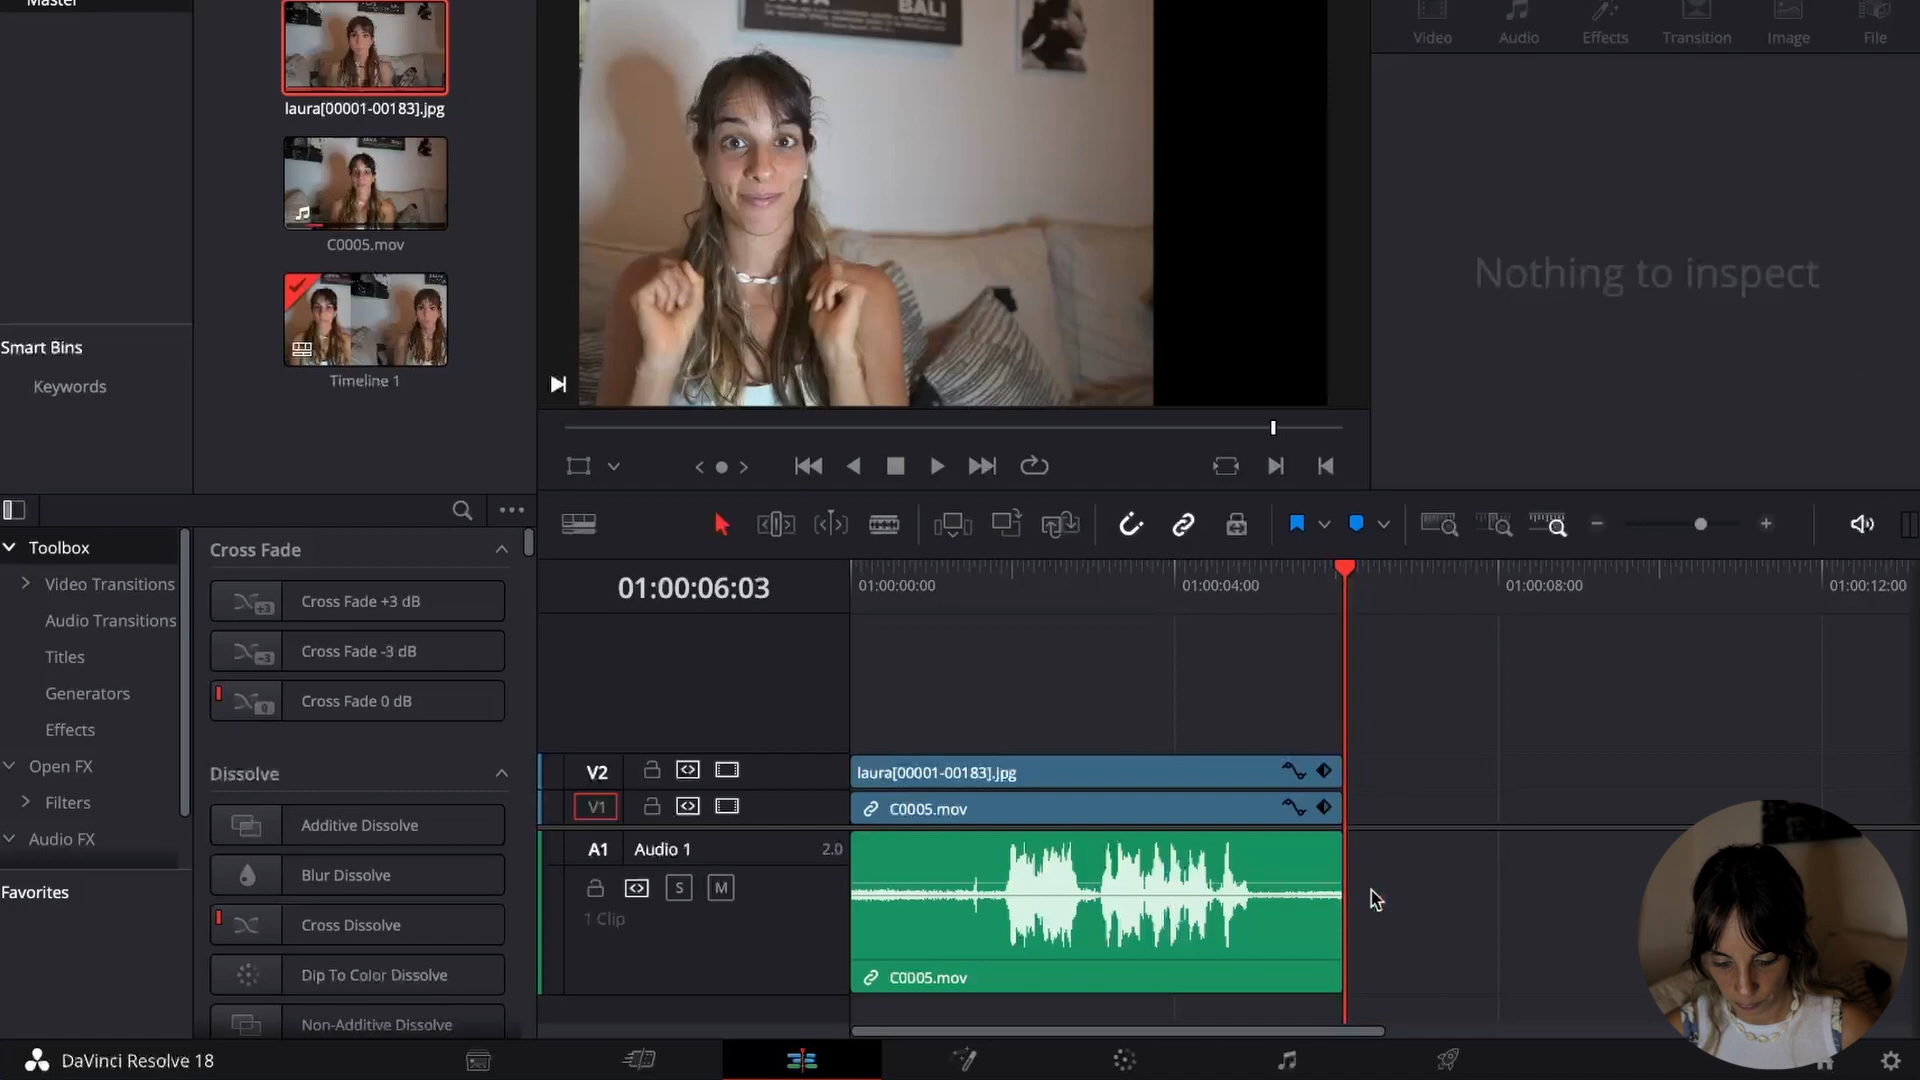 Master
laura[00001-00183].jpg
C0005.mov
Timeline 1
Smart Bins
Keywords
BALI
Video
Audio
Effects
Transition
Image
File
Nothing to inspect
Toolbox
Video Transitions
Audio Transitions
Titles
Generators
Effects
Open FX
Filters
Audio FX
Favorites
Cross Fade
+3
Cross Fade +3 dB
-3
Cross Fade -3 dB
0
Cross Fade 0 dB
Dissolve
Additive Dissolve
Blur Dissolve
Cross Dissolve
Dip To Color Dissolve
Non-Additive Dissolve
01:00:06:03
01:00:00:00
01:00:04:00
01:00:08:00
01:00:12:00
V2
laura[00001-00183].jpg
V1
C0005.mov
A1
Audio 1
2.0
S
M
1 Clip
C0005.mov
DaVinci Resolve 18